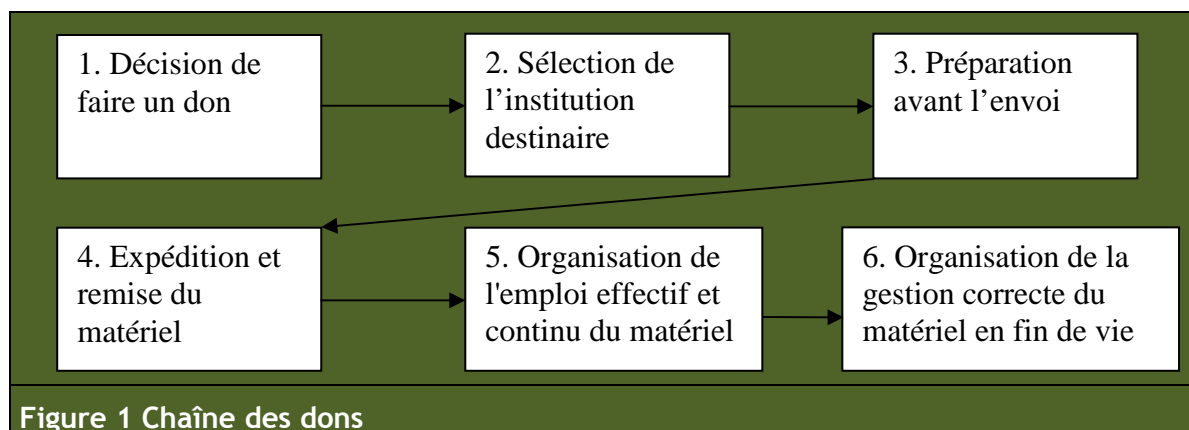 1. Décision de
faire un don
2. Sélection de
l’institution
destinaire
3. Préparation
avant l’envoi
4. Expédition et
remise du
matériel
5. Organisation de
l'emploi effectif et
continu du matériel
6. Organisation de la
gestion correcte du
matériel en fin de vie
Figure 1 Chaîne des dons